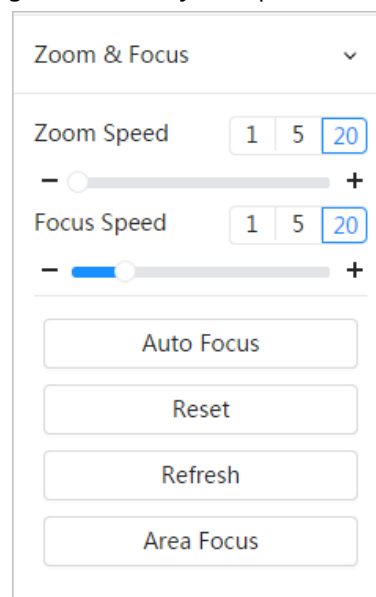 Zoom & Focus
Zoom Speed 1 5 20
− +
Focus Speed 1 5 20
− +
Auto Focus
Reset
Refresh
Area Focus